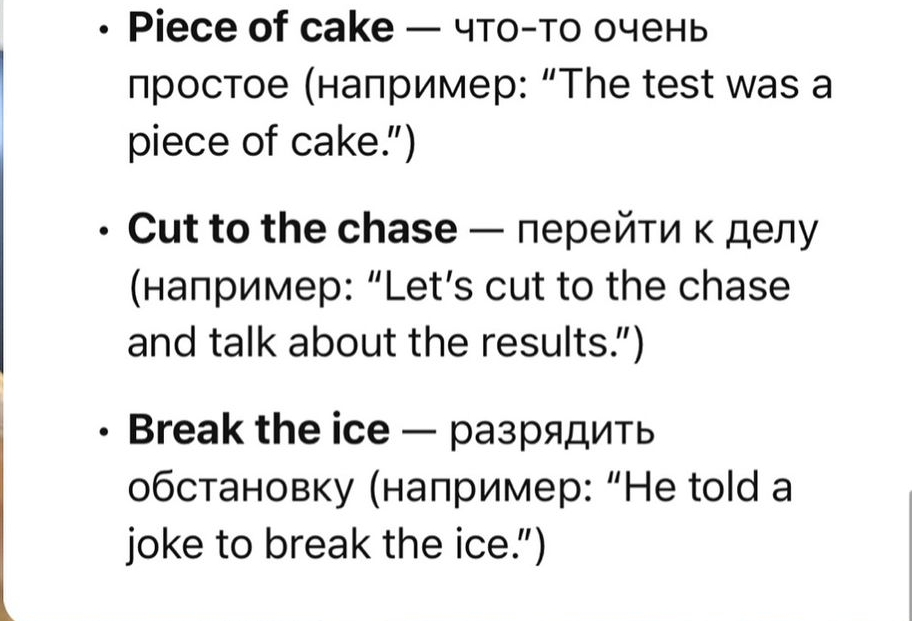 • Piece of cake — что-то очень
простое (например: “The test was a
piece of cake.”)
• Cut to the chase — перейти к делу
(например: “Let’s cut to the chase
and talk about the results.”)
• Break the ice — разрядить
обстановку (например: “He told a
joke to break the ice.”)